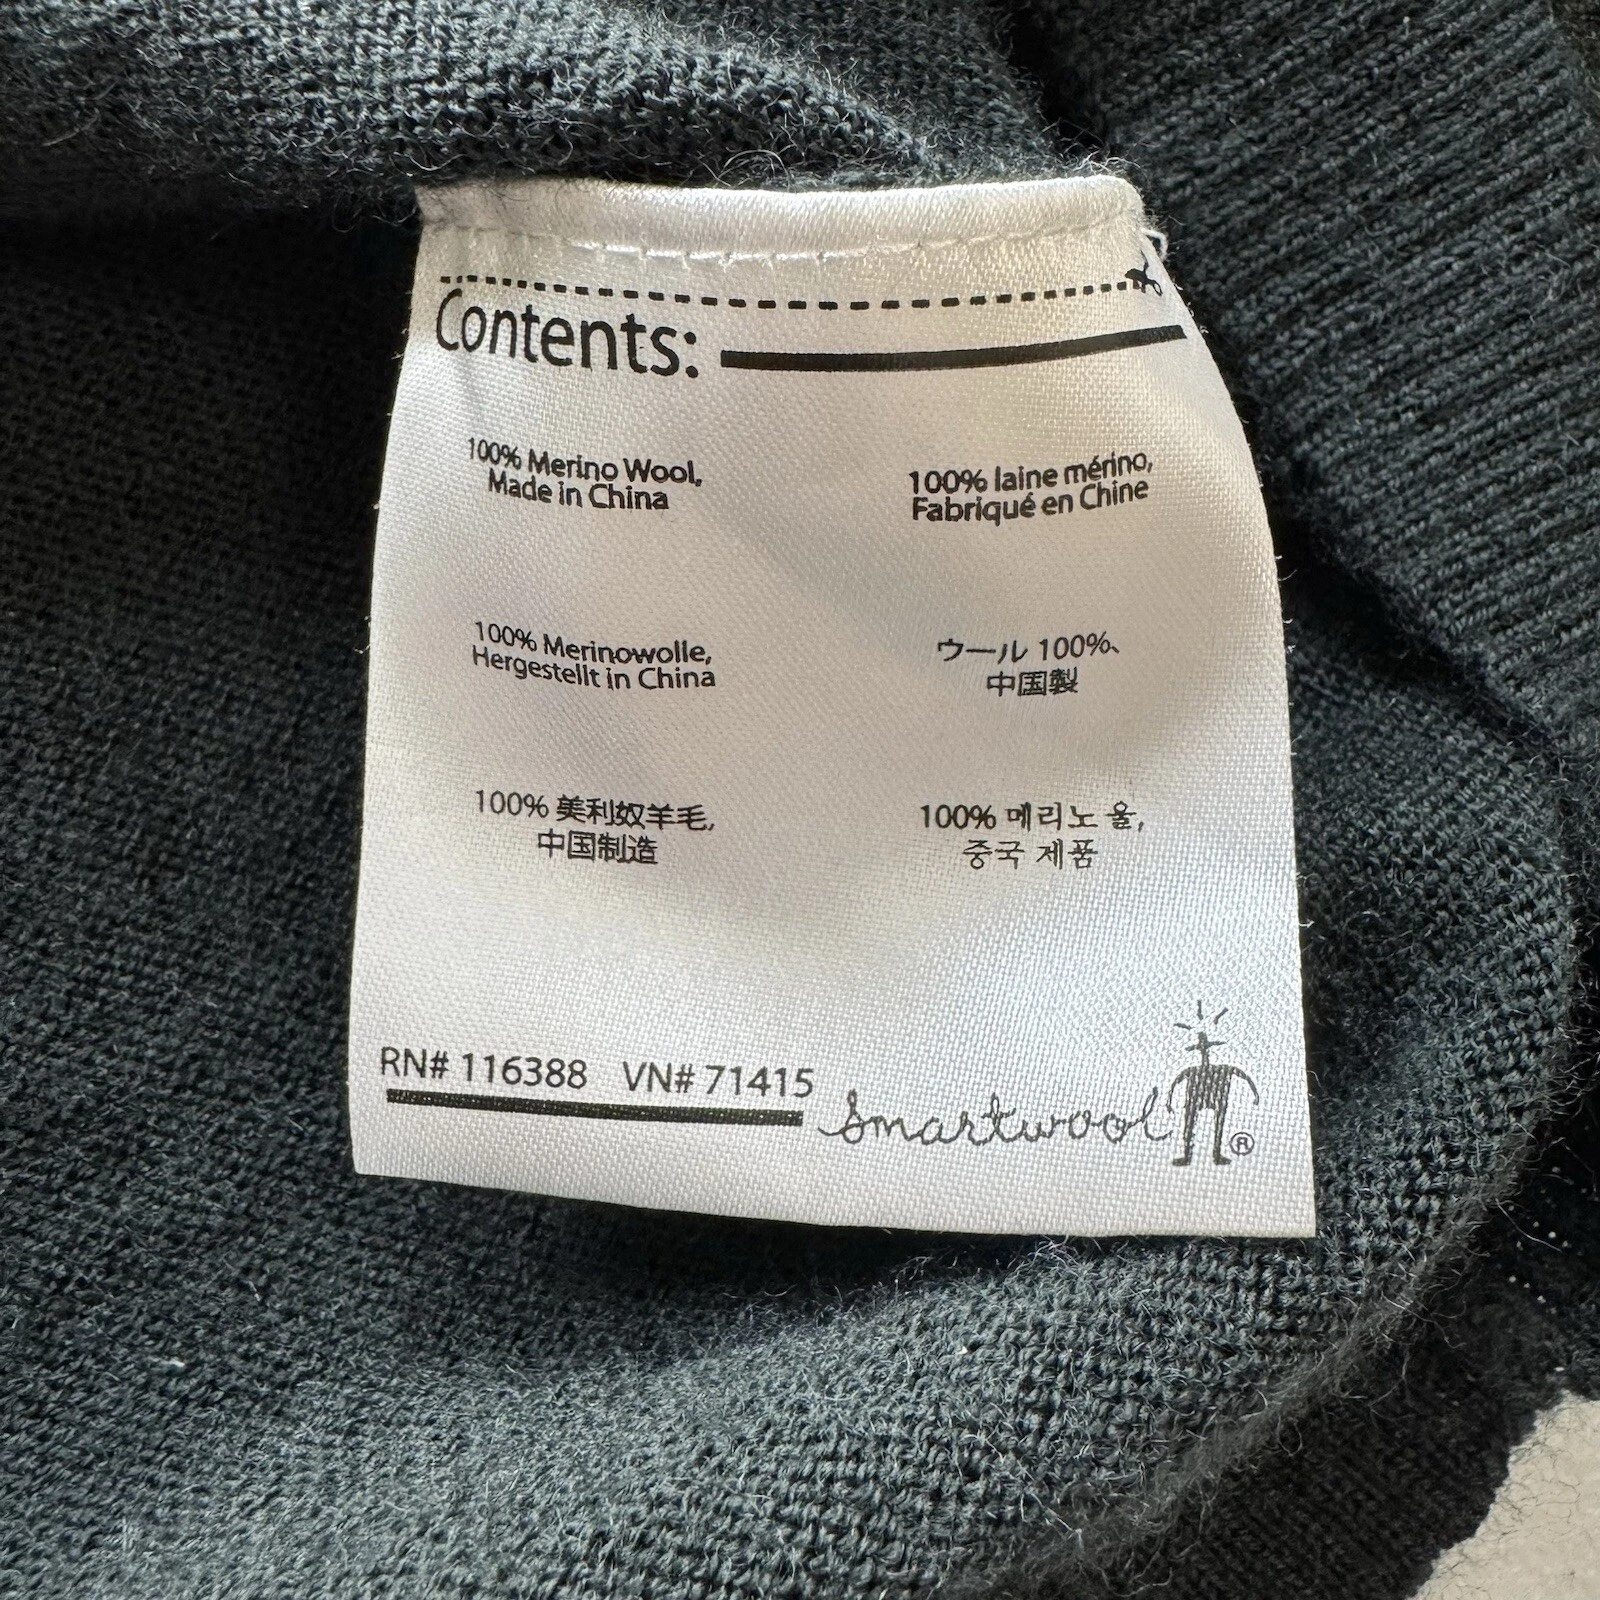 Contents:
100% Merino Wool,
Made in China
100% laine mérino,
Fabriqué en Chine
100% Merinowolle,
Hergestellt in China
ウール 100%、
中国製
100% 美利奴羊毛,
中国制造
100% 메리노 울,
중국 제품
RN# 116388 VN# 71415
smartwool®